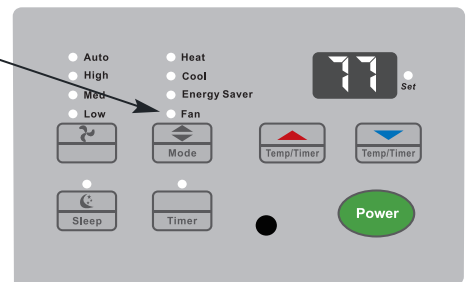 Auto
High
Med
Low
Heat
Cool
Energy Saver
Fan
77
Set
Mode
Temp/Timer
Temp/Timer
Sleep
Timer
Power